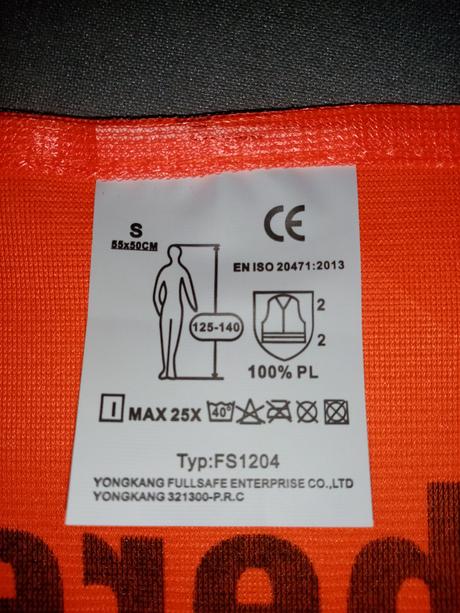 S
55x50CM
CE
EN ISO 20471:2013
125-140
2
2
100% PL
MAX 25X 40°
Typ:FS1204
YONGKANG FULLSAFE ENTERPRISE CO.,LTD
YONGKANG 321300-P.R.C